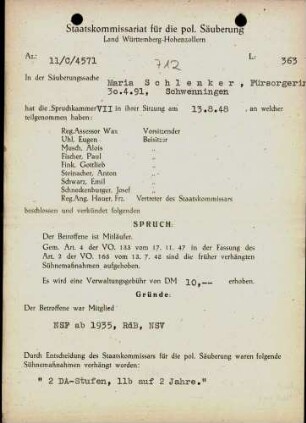 Staatskommissariat für die pol. Säuberung
Land Württemberg-Hohenzollern
Az.: 11/C/4571 712 L: 363
In der Säuberungssache
Maria Schlenker, Fürsorgerin
30.4.91, Schwenningen
hat die Spruchkammer VII in ihrer Sitzung am 13.8.48, an welcher
teilgenommen haben:
Reg.Assessor Wax Vorsitzender
Uhl, Eugen Beisitzer
Musch, Alois "
Fischer, Paul "
Fink, Gottlieb "
Steinacher, Anton "
Schwarz, Emil "
Schneckenburger, Josef "
Reg.Ang. Hauer, Frz. Vertreter des Staatskommissars
beschlossen und verkündet folgenden
SPRUCH:
Der Betroffene ist Mitläufer.
Gem. Art. 4 der VO. 133 vom 17. 11. 47 in der Fassung des
Art. 2 der VO. 165 vom 13. 7. 48 sind die früher verhängten
Sühnemaßnahmen aufgehoben.
Es wird eine Verwaltungsgebühr von DM 10,-- erhoben.
Gründe:
Der Betroffene war Mitglied
NSF ab 1935, RdB, NSV
Durch Entscheidung des Staatskommissars für die pol. Säuberung waren folgende
Sühnemaßnahmen verhängt worden:
" 2 DA-Stufen, 11b auf 2 Jahre."